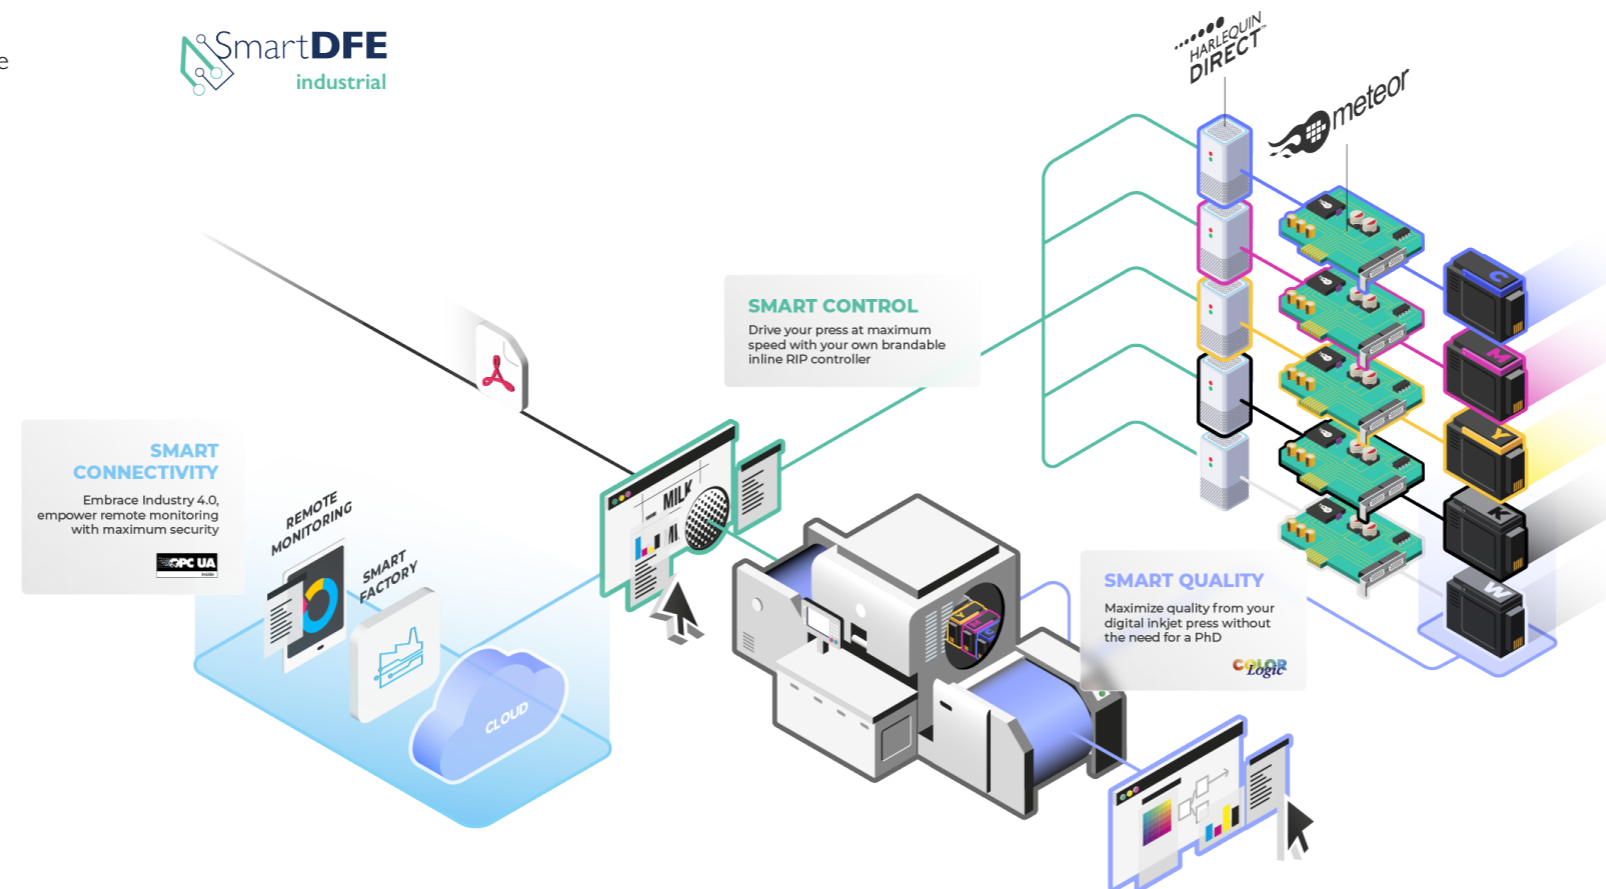 e
SmartDFE
industrial
HARLEQUIN
DIRECT™
meteor
SMART CONTROL
Drive your press at maximum
speed with your own brandable
inline RIP controller
SMART
CONNECTIVITY
Embrace Industry 4.0,
empower remote monitoring
with maximum security
OPC UA
REMOTE
MONITORING
SMART
FACTORY
CLOUD
MILK
SMART QUALITY
Maximize quality from your
digital inkjet press without
the need for a PhD
COLOR
Logic
C
M
Y
K
W